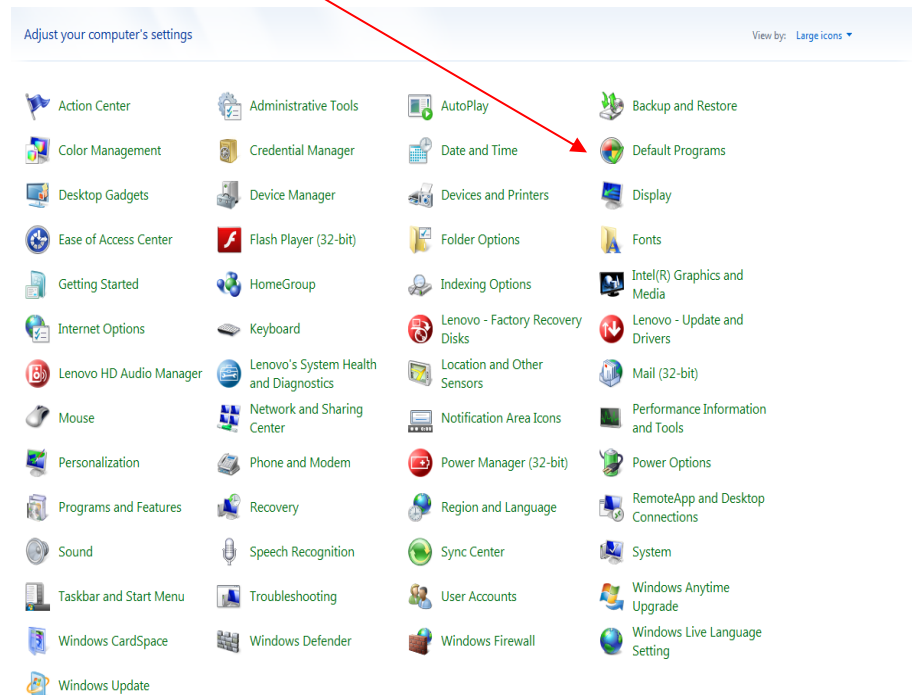 Adjust your computer's settings
View by: Large icons
Action Center
Administrative Tools
AutoPlay
Backup and Restore
Color Management
Credential Manager
Date and Time
Default Programs
Desktop Gadgets
Device Manager
Devices and Printers
Display
Ease of Access Center
Flash Player (32-bit)
Folder Options
Fonts
Getting Started
HomeGroup
Indexing Options
Intel(R) Graphics and
Media
Internet Options
Keyboard
Lenovo - Factory Recovery
Disks
Lenovo - Update and
Drivers
Lenovo HD Audio Manager
Lenovo's System Health
and Diagnostics
Location and Other
Sensors
Mail (32-bit)
Mouse
Network and Sharing
Center
Notification Area Icons
Performance Information
and Tools
Personalization
Phone and Modem
Power Manager (32-bit)
Power Options
Programs and Features
Recovery
Region and Language
RemoteApp and Desktop
Connections
Sound
Speech Recognition
Sync Center
System
Taskbar and Start Menu
Troubleshooting
User Accounts
Windows Anytime
Upgrade
Windows CardSpace
Windows Defender
Windows Firewall
Windows Live Language
Setting
Windows Update